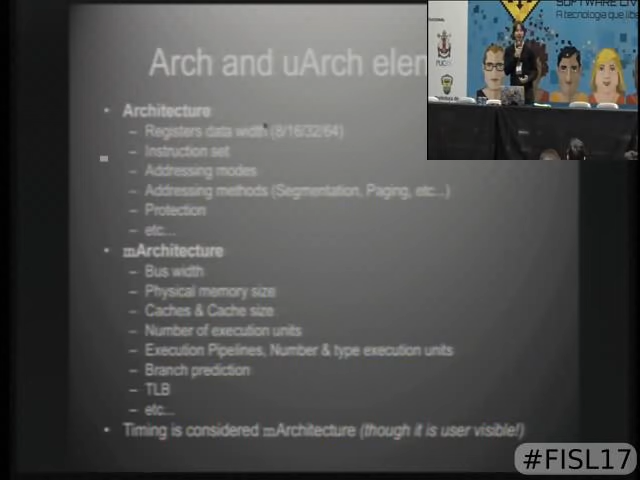 Arch and uArch elem
• Architecture
– Registers data width (8/16/32/64)
– Instruction set
– Addressing modes
– Addressing methods (Segmentation, Paging, etc...)
– Protection
– etc...
• mArchitecture
– Bus width
– Physical memory size
– Caches & Cache size
– Number of execution units
– Execution Pipelines, Number & type execution units
– Branch prediction
– TLB
– etc...
• Timing is considered mArchitecture (though it is user visible!)
SOFTWARE LIV
A tecnologia que libe
#FISL17